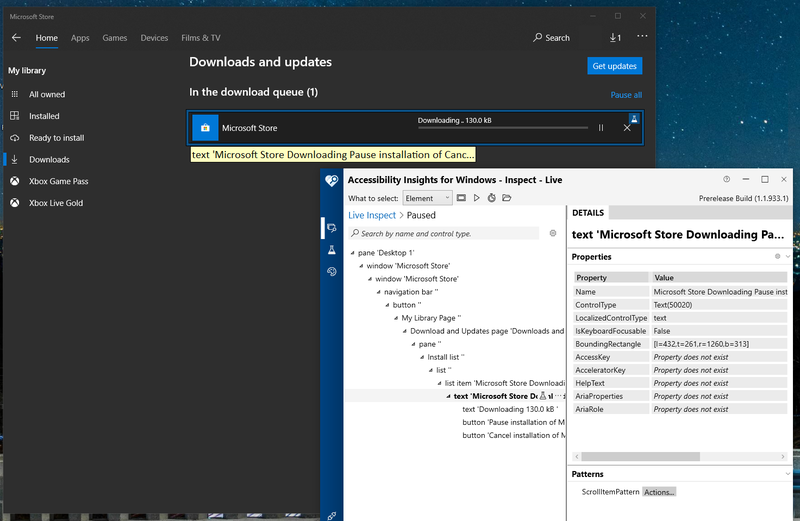 Microsoft Store
Home Apps Games Devices Films & TV Search 1
My library
All owned
Installed
Ready to install
Downloads
Xbox Game Pass
Xbox Live Gold
Downloads and updates
Get updates
In the download queue (1)
Pause all
Microsoft Store
Downloading .. 130.0 kB
text 'Microsoft Store Downloading Pause installation of Canc...
Accessibility Insights for Windows - Inspect - Live
What to select: Element
Prerelease Build (1.1.933.1)
Live Inspect > Paused
Search by name and control type.
pane 'Desktop 1'
window 'Microsoft Store'
window 'Microsoft Store'
navigation bar ''
button ''
My Library Page ''
Download and Updates page 'Downloads and
pane ''
Install list ''
list ''
list item 'Microsoft Store Downloadi
text 'Microsoft Store
text 'Downloading 130.0 kB '
button 'Pause installation of M
button 'Cancel installation of M
DETAILS
text 'Microsoft Store Downloading Pa...
Properties
Property Value
Name Microsoft Store Downloading Pause inst
ControlType Text(50020)
LocalizedControlType text
IsKeyboardFocusable False
BoundingRectangle [l=432,t=261,r=1260,b=313]
AccessKey Property does not exist
AcceleratorKey Property does not exist
HelpText Property does not exist
AriaProperties Property does not exist
AriaRole Property does not exist
Patterns
ScrollItemPattern Actions...